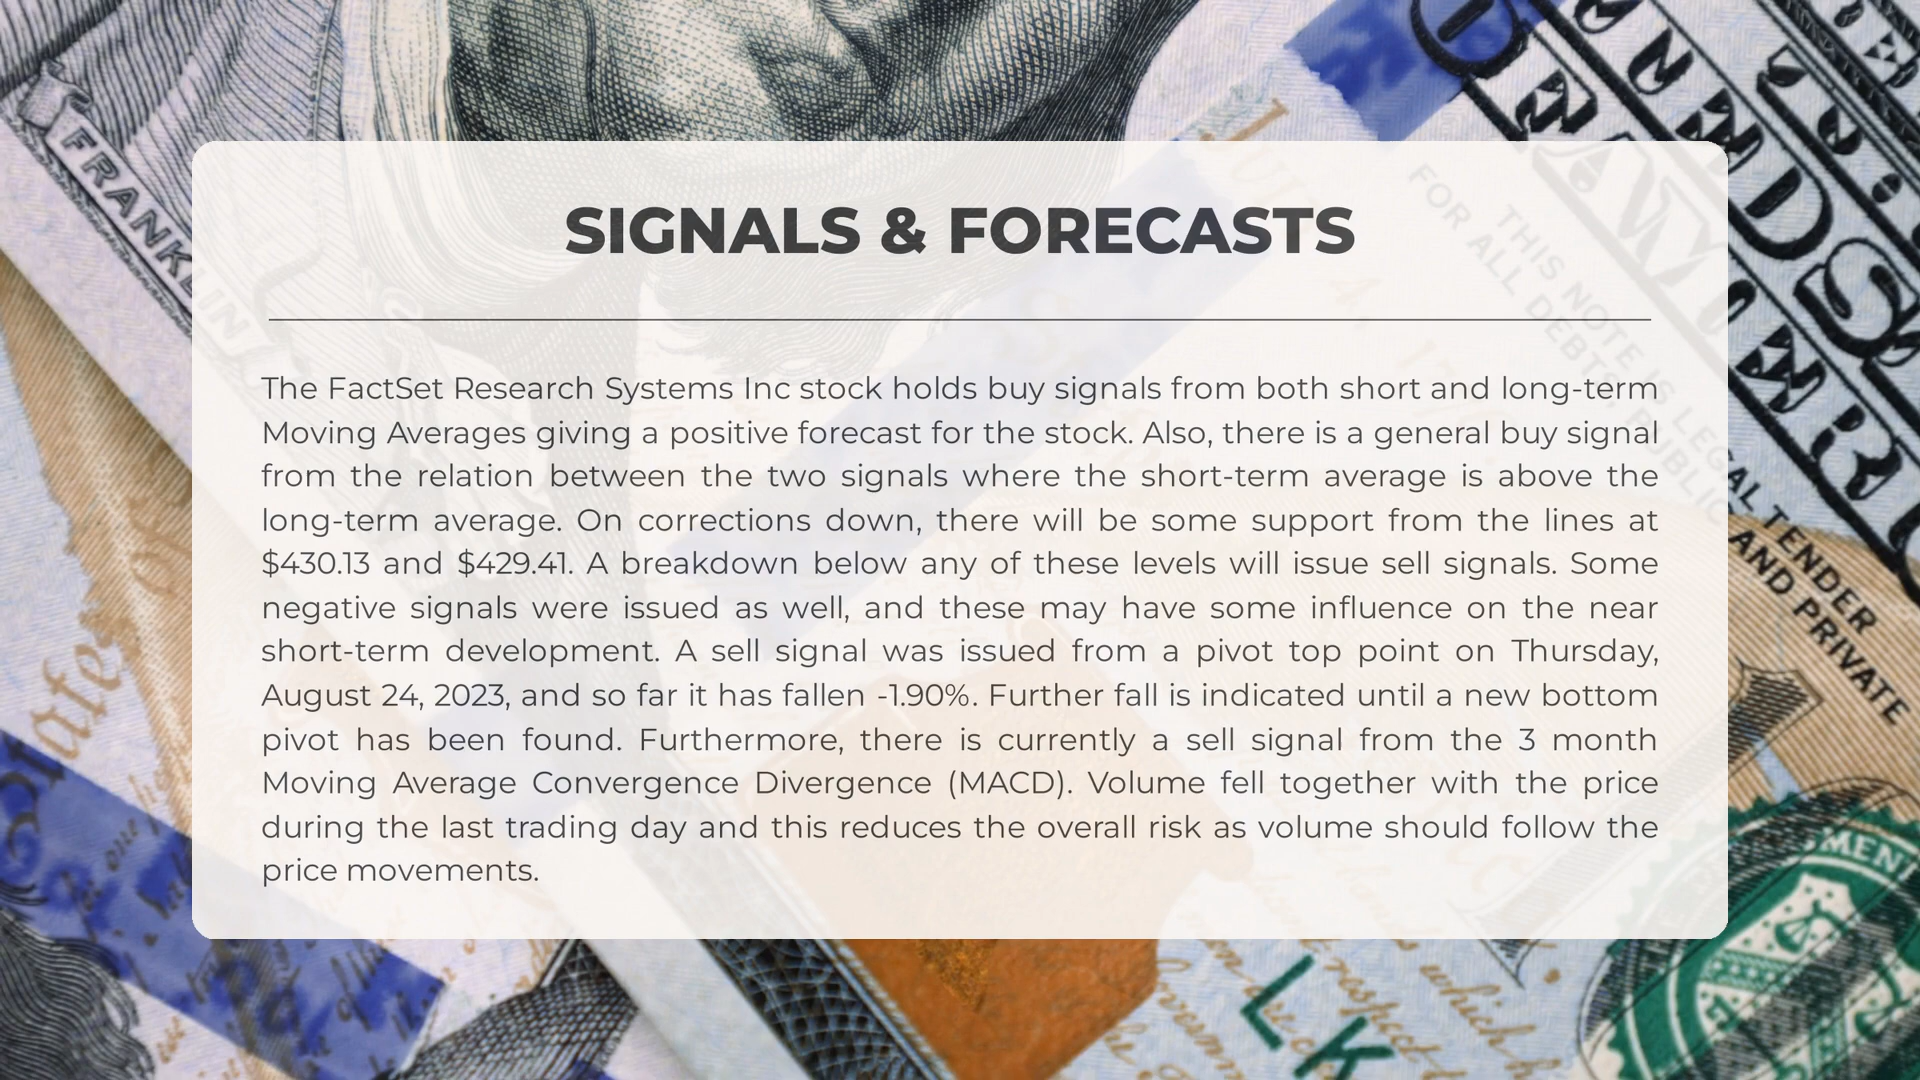 FRANKLIN
SIGNALS & FORECASTS
The FactSet Research Systems Inc stock holds buy signals from both short and long-term
Moving Averages giving a positive forecast for the stock. Also, there is a general buy signal
from the relation between the two signals where the short-term average is above the
long-term average. On corrections down, there will be some support from the lines at
$430.13 and $429.41. A breakdown below any of these levels will issue sell signals. Some
negative signals were issued as well, and these may have some influence on the near
short-term development. A sell signal was issued from a pivot top point on Thursday,
August 24, 2023, and so far it has fallen -1.90%. Further fall is indicated until a new bottom
pivot has been found. Furthermore, there is currently a sell signal from the 3 month
Moving Average Convergence Divergence (MACD). Volume fell together with the price
during the last trading day and this reduces the overall risk as volume should follow the
price movements.
THIS NOTE IS LEGAL TENDER
FOR ALL DEBTS, PUBLIC AND PRIVATE
L K